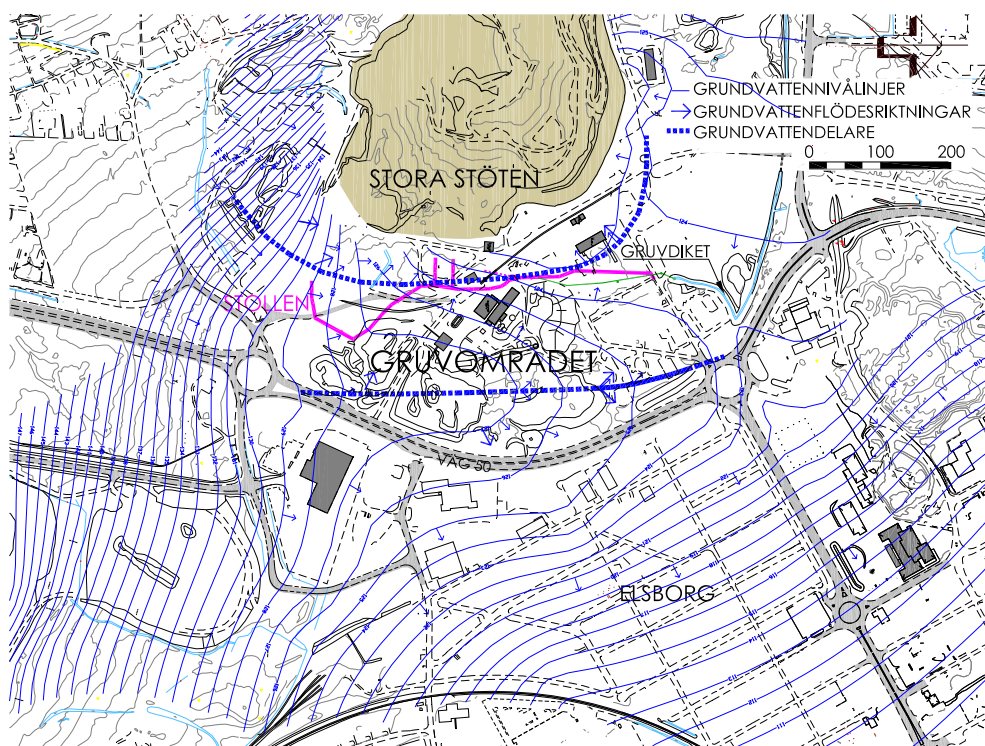 GRUNDVATTENNIVÅLINJER
GRUNDVATTENFLÖDESRIKTNINGAR
GRUNDVATTENDELARE
0 100 200
STORA STÖTEN
GRUVDIKET
STOLLEN
GRUVOMRÅDET
VÄG 50
ELSBORG